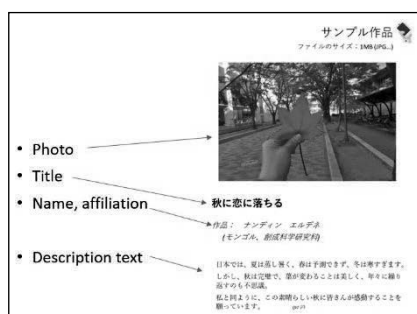 サンプル作品
ファイルのサイズ：1MB (JPG...)
• Photo
• Title
秋に恋に落ちる
• Name, affiliation
作品： ナンディン エルデネ
(モンゴル、創成科学研究科)
• Description text
日本では、夏は蒸し暑く、春は予測できず、冬は寒すぎます。
しかし、秋は完璧で、葉が変わることは美しく、年々に繰り
返すのも不思議。
私と同ように、この素晴らしい秋に皆さんが感動することを
願っています。